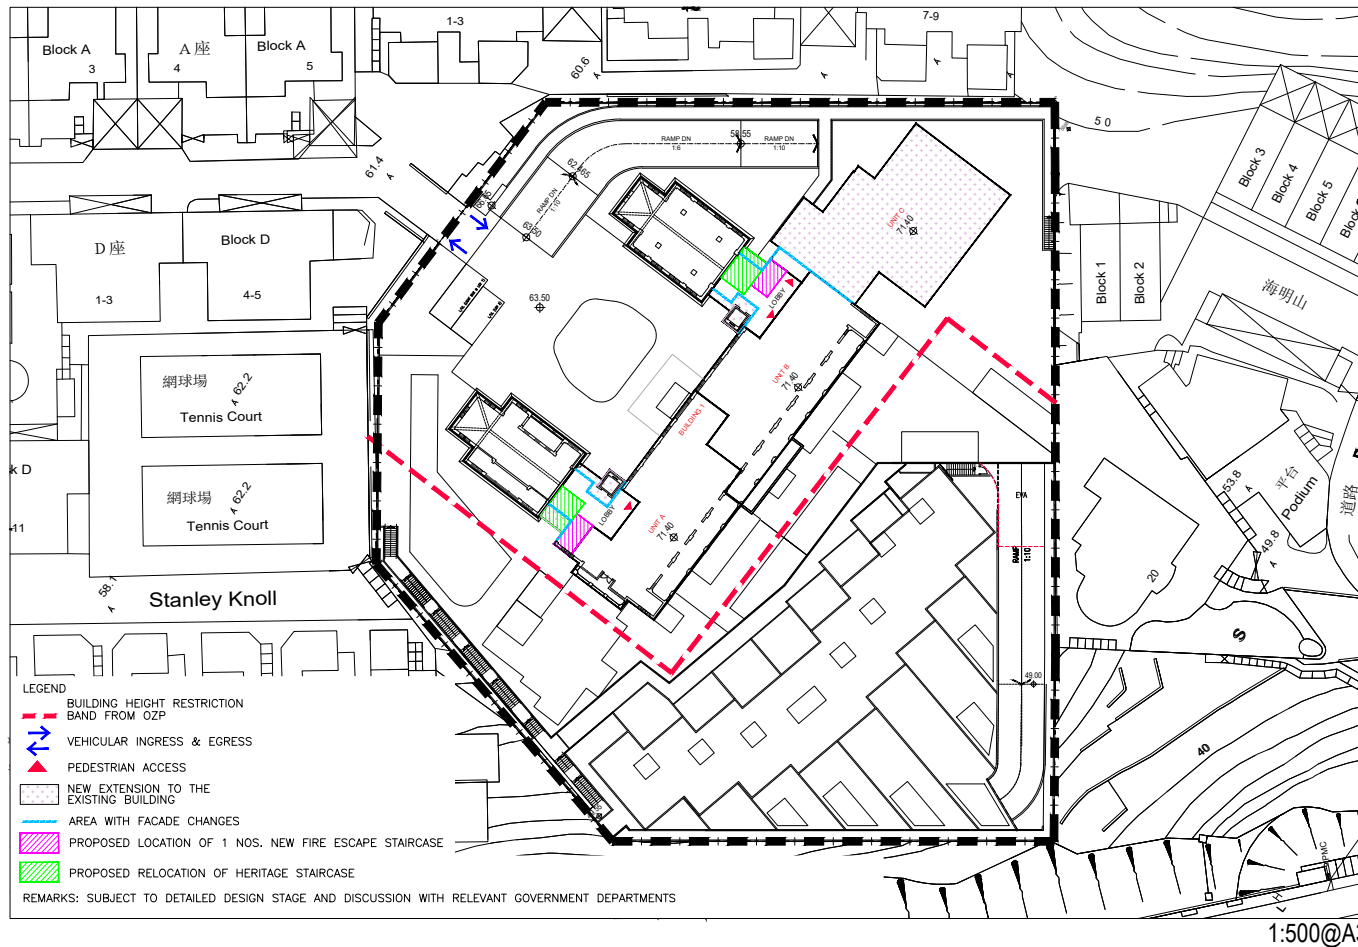 1-3
7-9
Block A
3
A 座
4
Block A
5
60.6
50
61.4
RAMP DN
1:6
58.55
RAMP DN
1:10
62.465
RAMP DN
1:10
63.50
63.50
UNIT C
71.40
LOBBY
Block 3
Block 4
Block 5
Block 1
Block 2
海明山
D 座
Block D
1-3
4-5
網球場
62.2
Tennis Court
網球場
62.2
Tennis Court
UNIT B
71.40
BUILDING 1
UNIT A
71.40
LOBBY
EVA
RAMP
1:10
49.00
53.8
平台
Podium
道路
49.8
20
S
40
k D
-11
58.1
Stanley Knoll
PMC
LEGEND
BUILDING HEIGHT RESTRICTION
BAND FROM OZP
VEHICULAR INGRESS & EGRESS
PEDESTRIAN ACCESS
NEW EXTENSION TO THE
EXISTING BUILDING
AREA WITH FACADE CHANGES
PROPOSED LOCATION OF 1 NOS. NEW FIRE ESCAPE STAIRCASE
PROPOSED RELOCATION OF HERITAGE STAIRCASE
REMARKS: SUBJECT TO DETAILED DESIGN STAGE AND DISCUSSION WITH RELEVANT GOVERNMENT DEPARTMENTS
1:500@A3